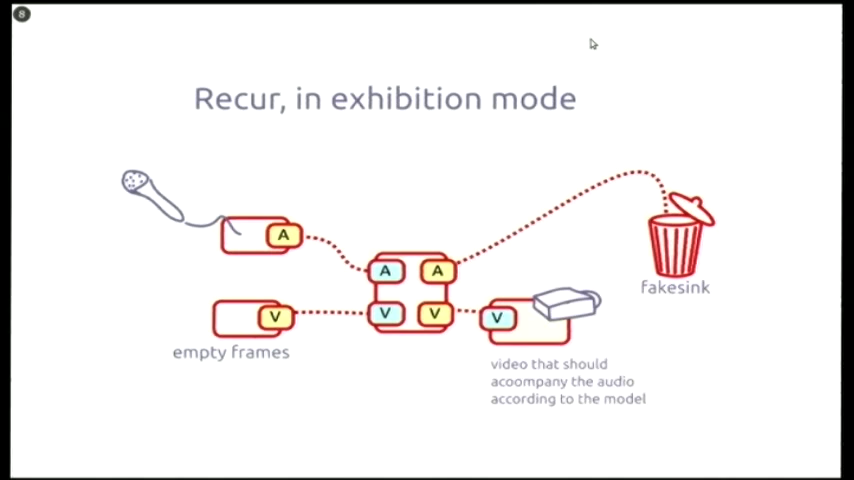 8
Recur, in exhibition mode
A
A
A
V
V
V
V
fakesink
empty frames
video that should
acoompany the audio
according to the model